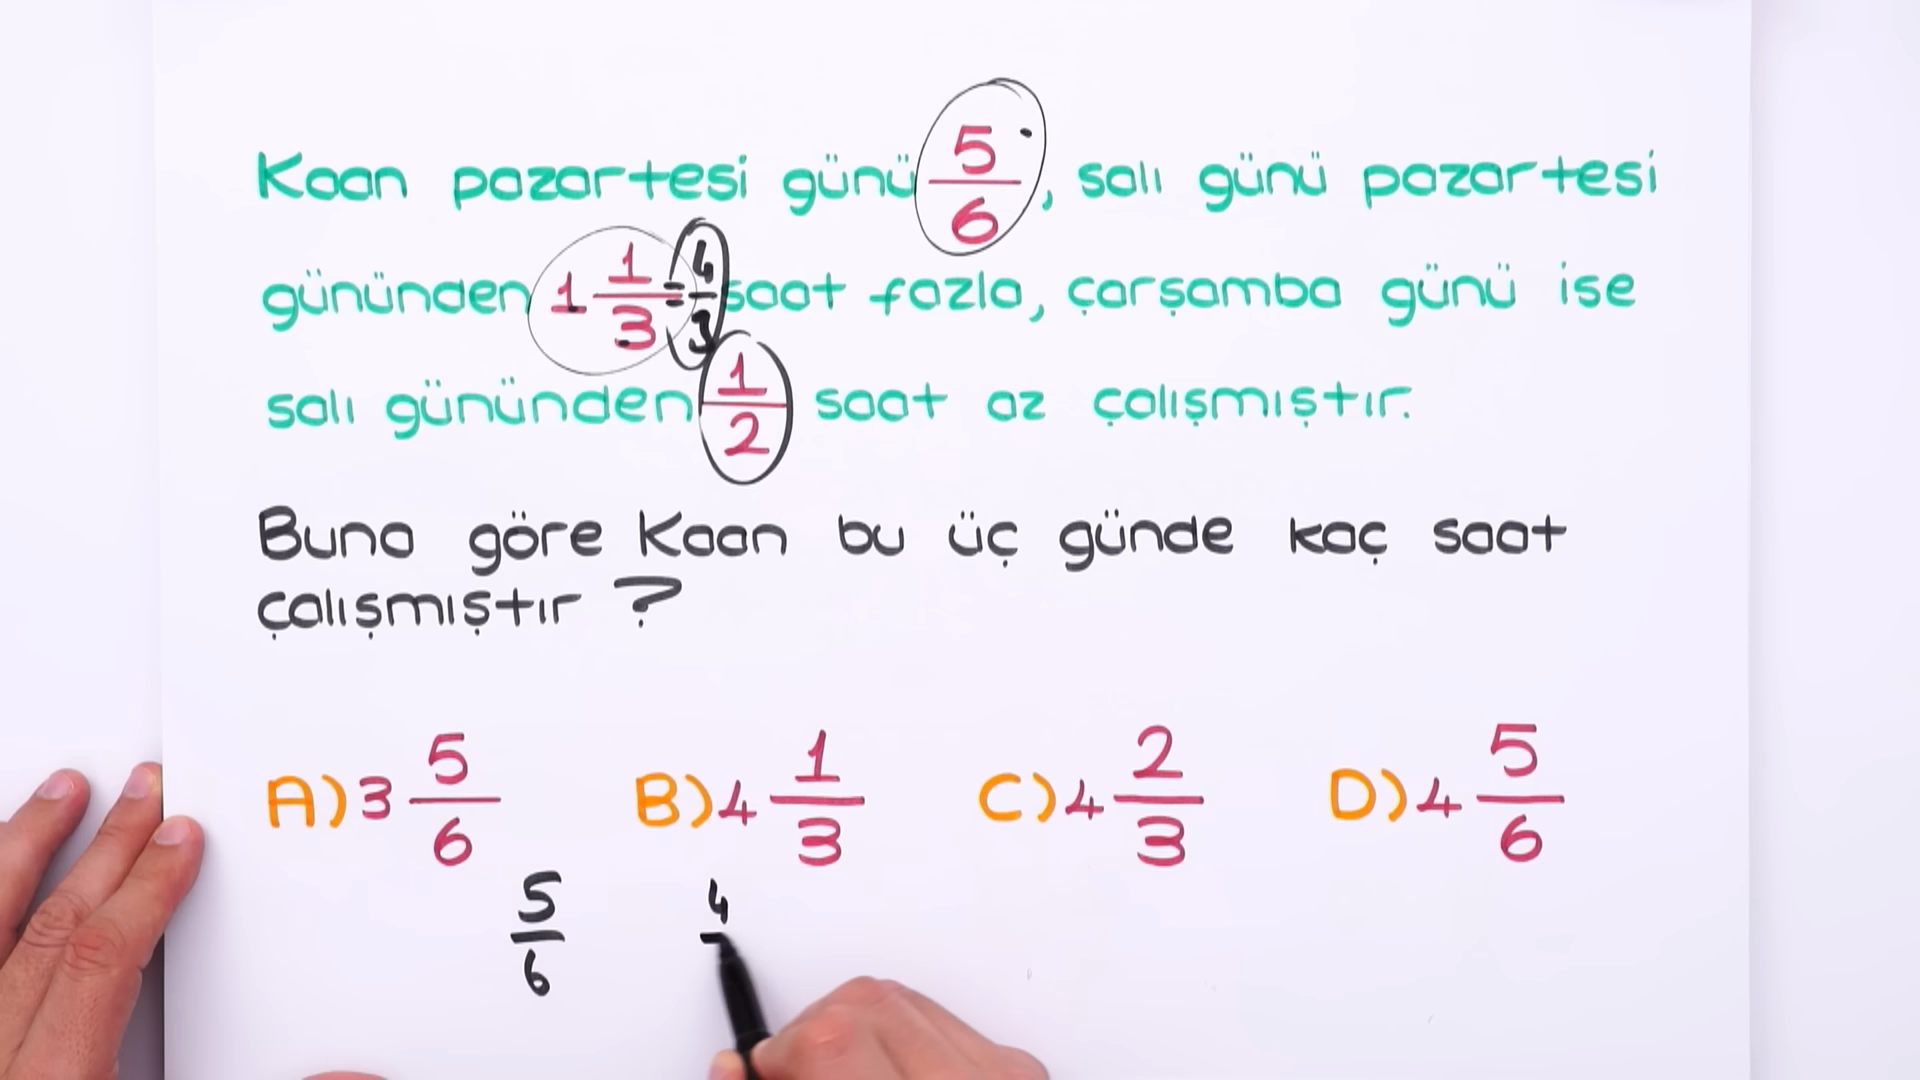 Kaan pazartesi günü 5/6, salı günü pazartesi
gününden 1 1/3 = 4/3 saat fazla, çarşamba günü ise
salı gününden 1/2 saat az çalışmıştır.
Buna göre Kaan bu üç günde kaç saat
çalışmıştır ?
A) 3 5/6 B) 4 1/3 C) 4 2/3 D) 4 5/6
5/6 4